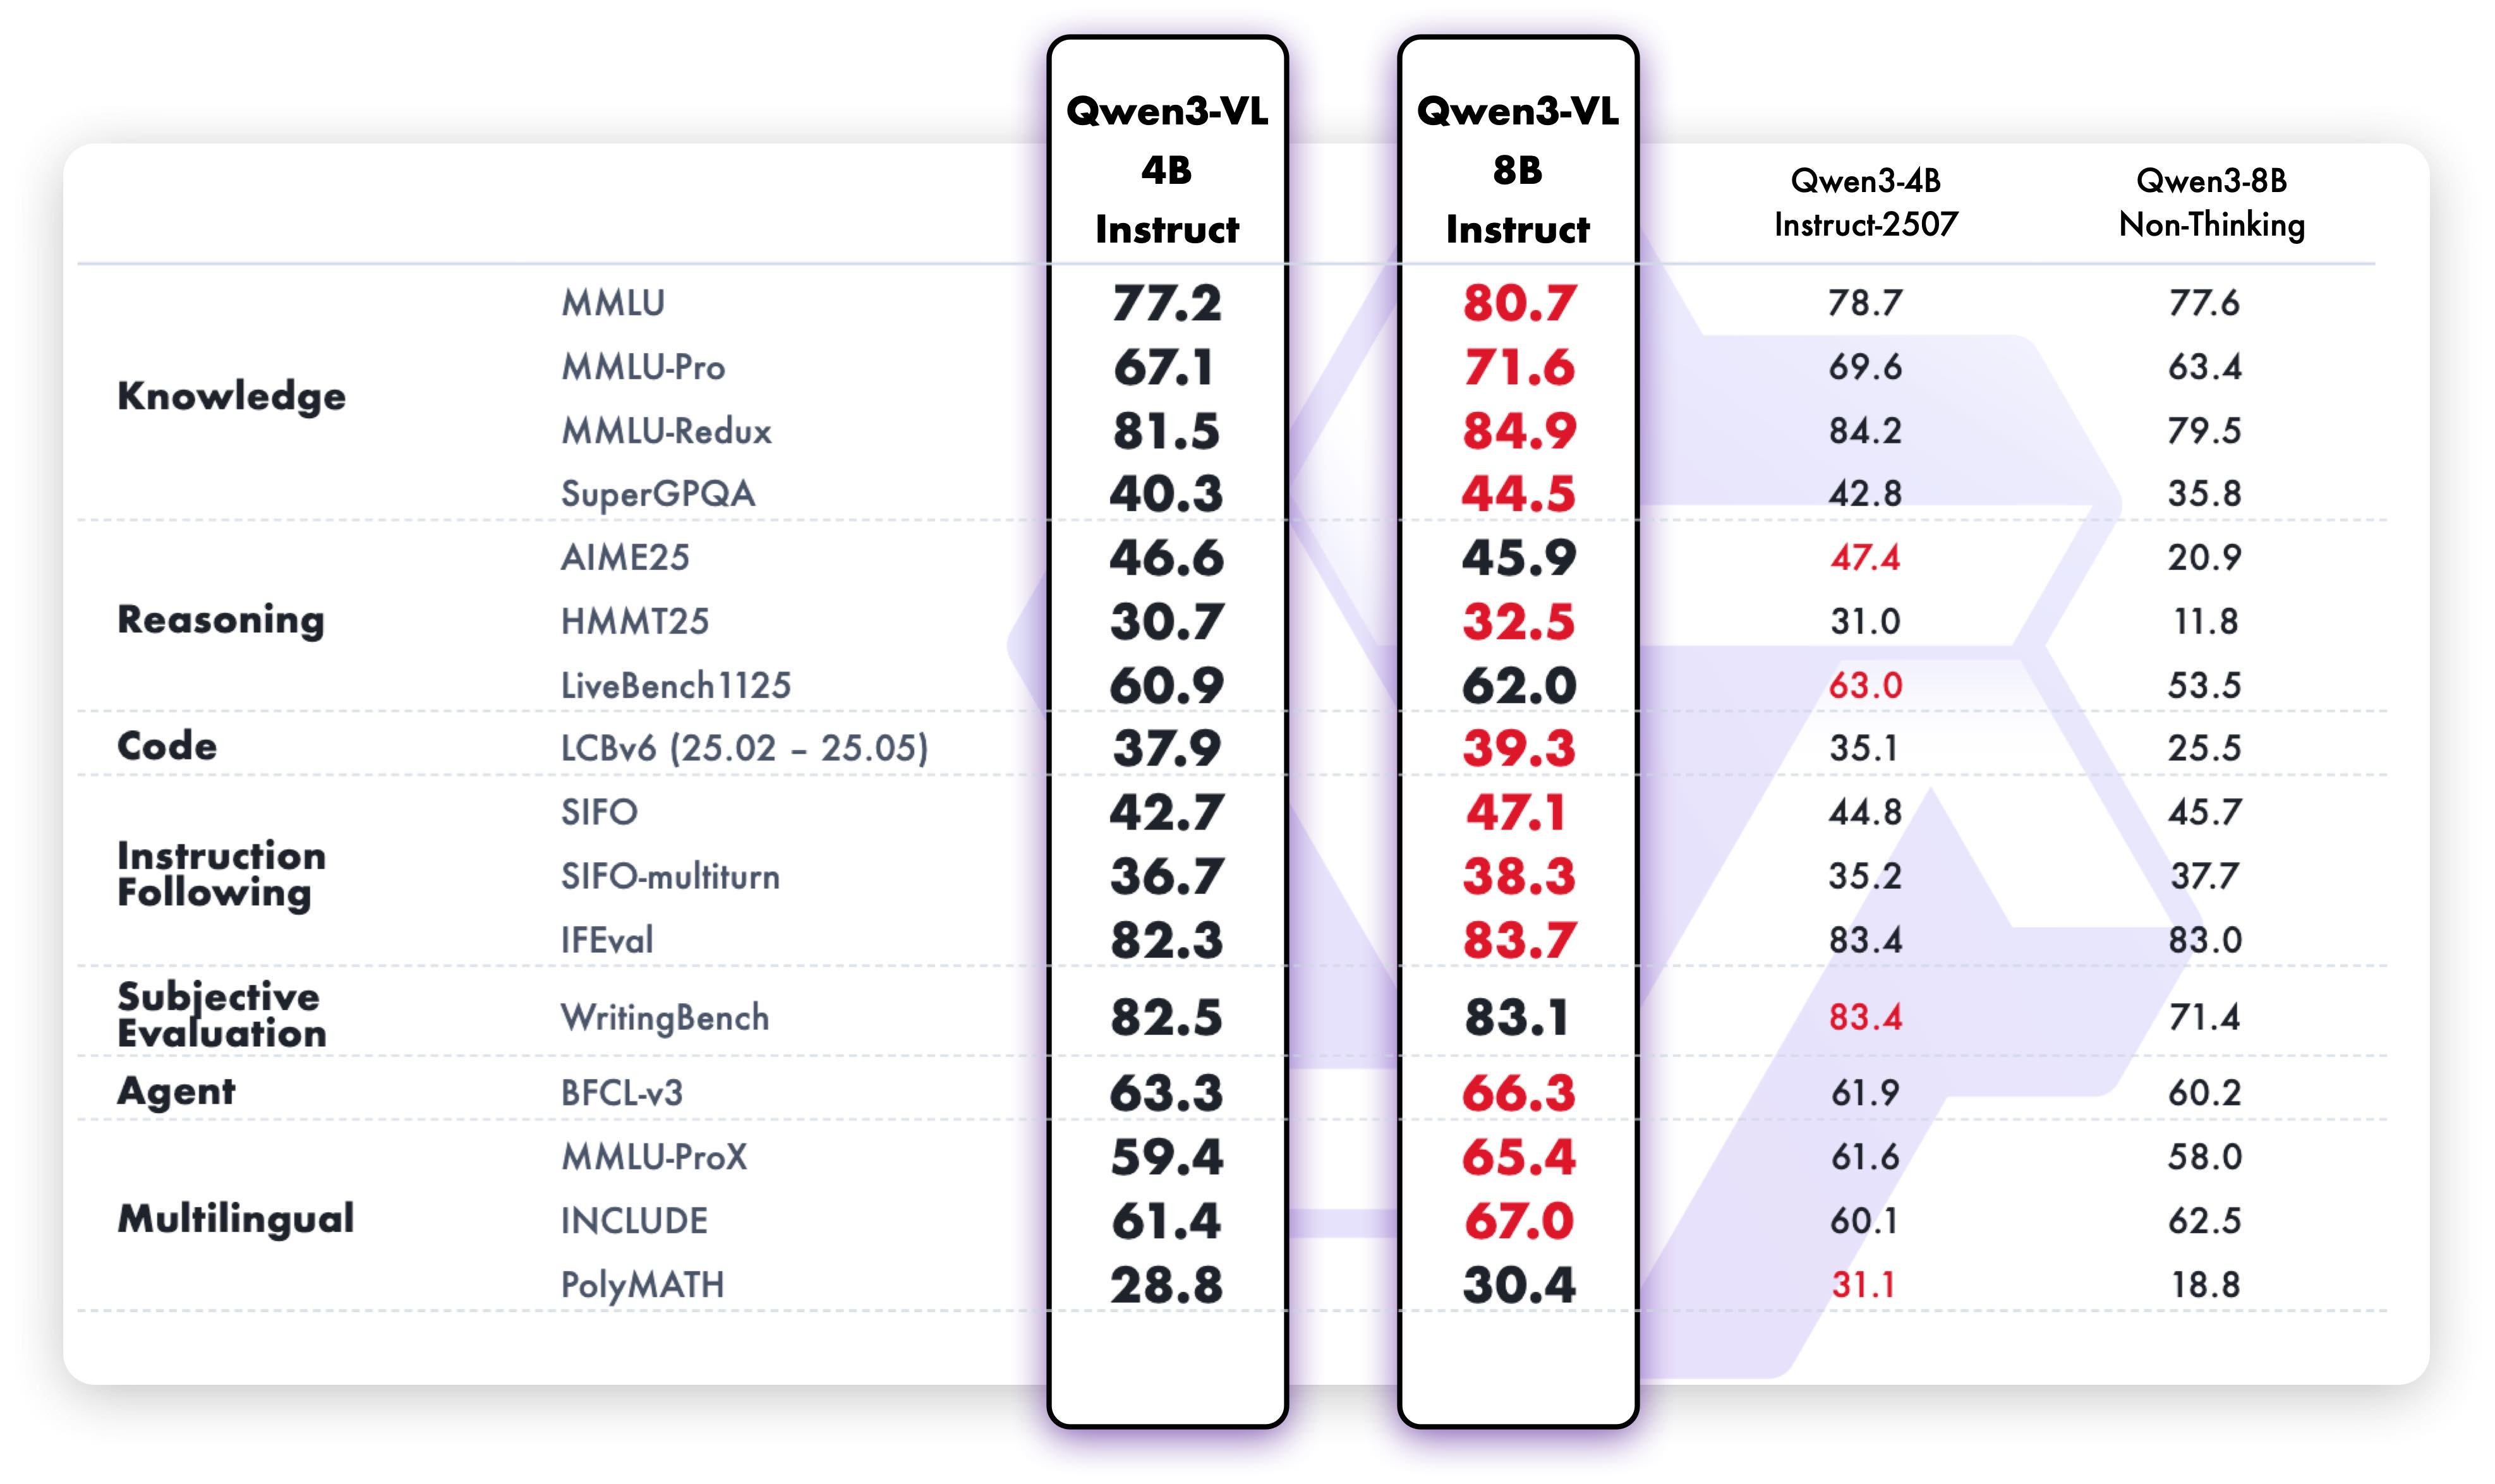 Qwen3-VL 4B Instruct Qwen3-VL 8B Instruct Qwen3-4B Instruct-2507 Qwen3-8B Non-Thinking
Knowledge
MMLU 77.2 80.7 78.7 77.6
MMLU-Pro 67.1 71.6 69.6 63.4
MMLU-Redux 81.5 84.9 84.2 79.5
SuperGPQA 40.3 44.5 42.8 35.8
Reasoning
AIME25 46.6 45.9 47.4 20.9
HMMT25 30.7 32.5 31.0 11.8
LiveBench1125 60.9 62.0 63.0 53.5
Code
LCBv6 (25.02 – 25.05) 37.9 39.3 35.1 25.5
Instruction Following
SIFO 42.7 47.1 44.8 45.7
SIFO-multiturn 36.7 38.3 35.2 37.7
IFEval 82.3 83.7 83.4 83.0
Subjective Evaluation
WritingBench 82.5 83.1 83.4 71.4
Agent
BFCL-v3 63.3 66.3 61.9 60.2
Multilingual
MMLU-ProX 59.4 65.4 61.6 58.0
INCLUDE 61.4 67.0 60.1 62.5
PolyMATH 28.8 30.4 31.1 18.8